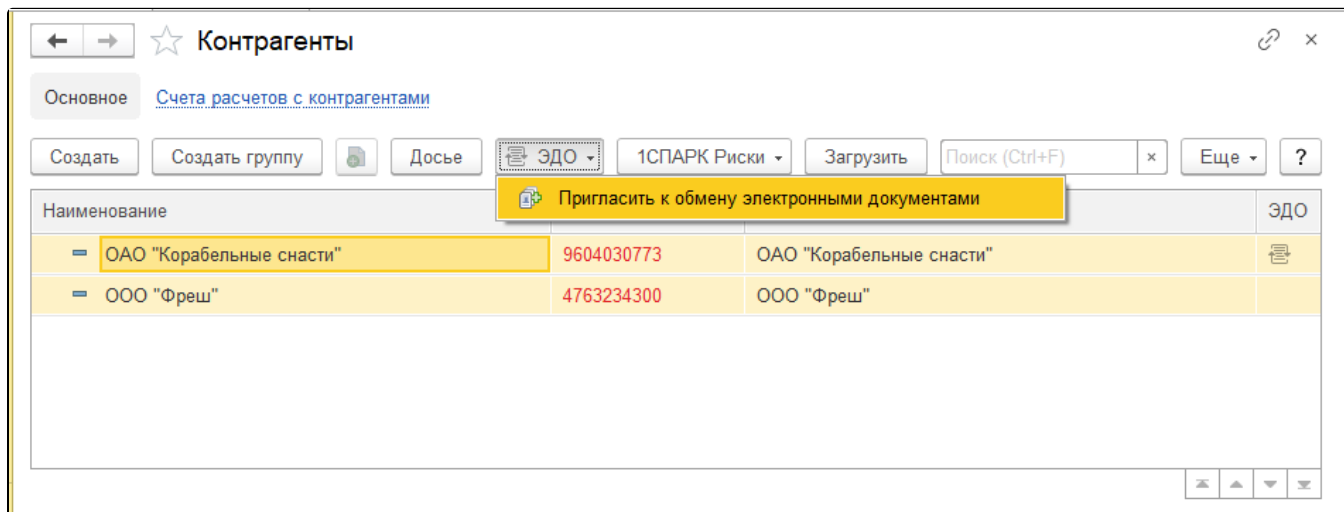 Контрагенты
Основное Счета расчетов с контрагентами
Создать Создать группу Досье ЭДО 1СПАРК Риски Загрузить Поиск (Ctrl+F) × Еще ?
Пригласить к обмену электронными документами
Наименование ЭДО
ОАО "Корабельные снасти" 9604030773 ОАО "Корабельные снасти"
ООО "Фреш" 4763234300 ООО "Фреш"